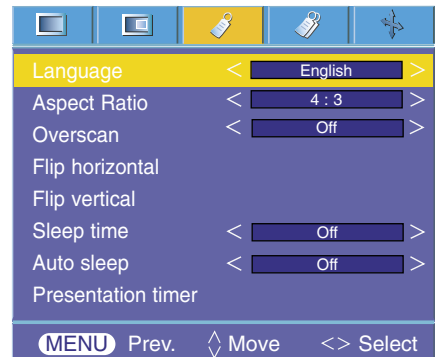 Language < English >
Aspect Ratio < 4 : 3 >
Overscan < Off >
Flip horizontal
Flip vertical
Sleep time < Off >
Auto sleep < Off >
Presentation timer
MENU Prev. Move <> Select